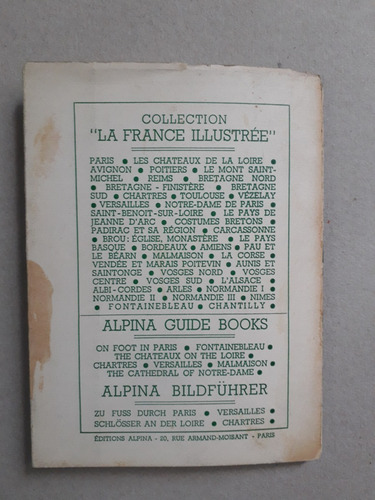 COLLECTION
"LA FRANCE ILLUSTRÉE"
PARIS ● LES CHATEAUX DE LA LOIRE ●
AVIGNON ● POITIERS ● LE MONT SAINT-
MICHEL ● REIMS ● BRETAGNE NORD
● BRETAGNE - FINISTÈRE ● BRETAGNE
SUD ● CHARTRES ● TOULOUSE ● VÉZELAY
● VERSAILLES ● NOTRE-DAME DE PARIS ●
SAINT-BENOIT-SUR-LOIRE ● LE PAYS DE
JEANNE D'ARC ● COSTUMES BRETONS ●
PADIRAC ET SA RÉGION ● CARCASSONNE
● BROU: ÉGLISE, MONASTÈRE ● LE PAYS
BASQUE ● BORDEAUX ● AMIENS ● PAU ET
LE BÉARN ● MALMAISON ● LA CORSE ●
VENDÉE ET MARAIS POITEVIN ● AUNIS ET
SAINTONGE ● VOSGES NORD ● VOSGES
CENTRE ● VOSGES SUD ● L'ALSACE ●
ALBI-CORDES ● ARLES ● NORMANDIE I ●
NORMANDIE II ● NORMANDIE III ● NIMES
● FONTAINEBLEAU ● CHANTILLY ●
ALPINA GUIDE BOOKS
ON FOOT IN PARIS ● FONTAINEBLEAU ●
THE CHATEAUX ON THE LOIRE ●
CHARTRES ● VERSAILLES ● MALMAISON ●
THE CATHEDRAL OF NOTRE-DAME ●
ALPINA BILDFÜHRER
ZU FUSS DURCH PARIS ● VERSAILLES ●
SCHLÖSSER AN DER LOIRE ● CHARTRES ●
ÉDITIONS ALPINA - 20, RUE ARMAND-MOISANT - PARIS